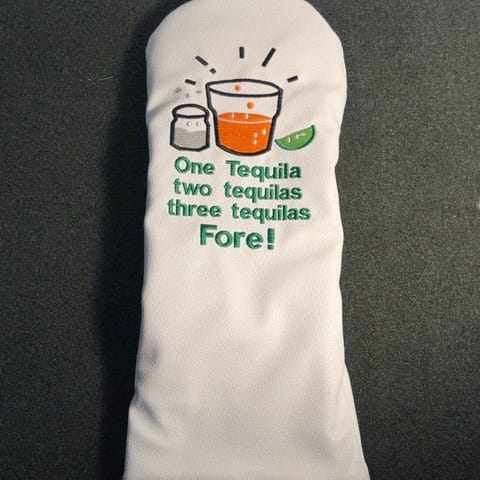 One Tequila
two tequilas
three tequilas
Fore!